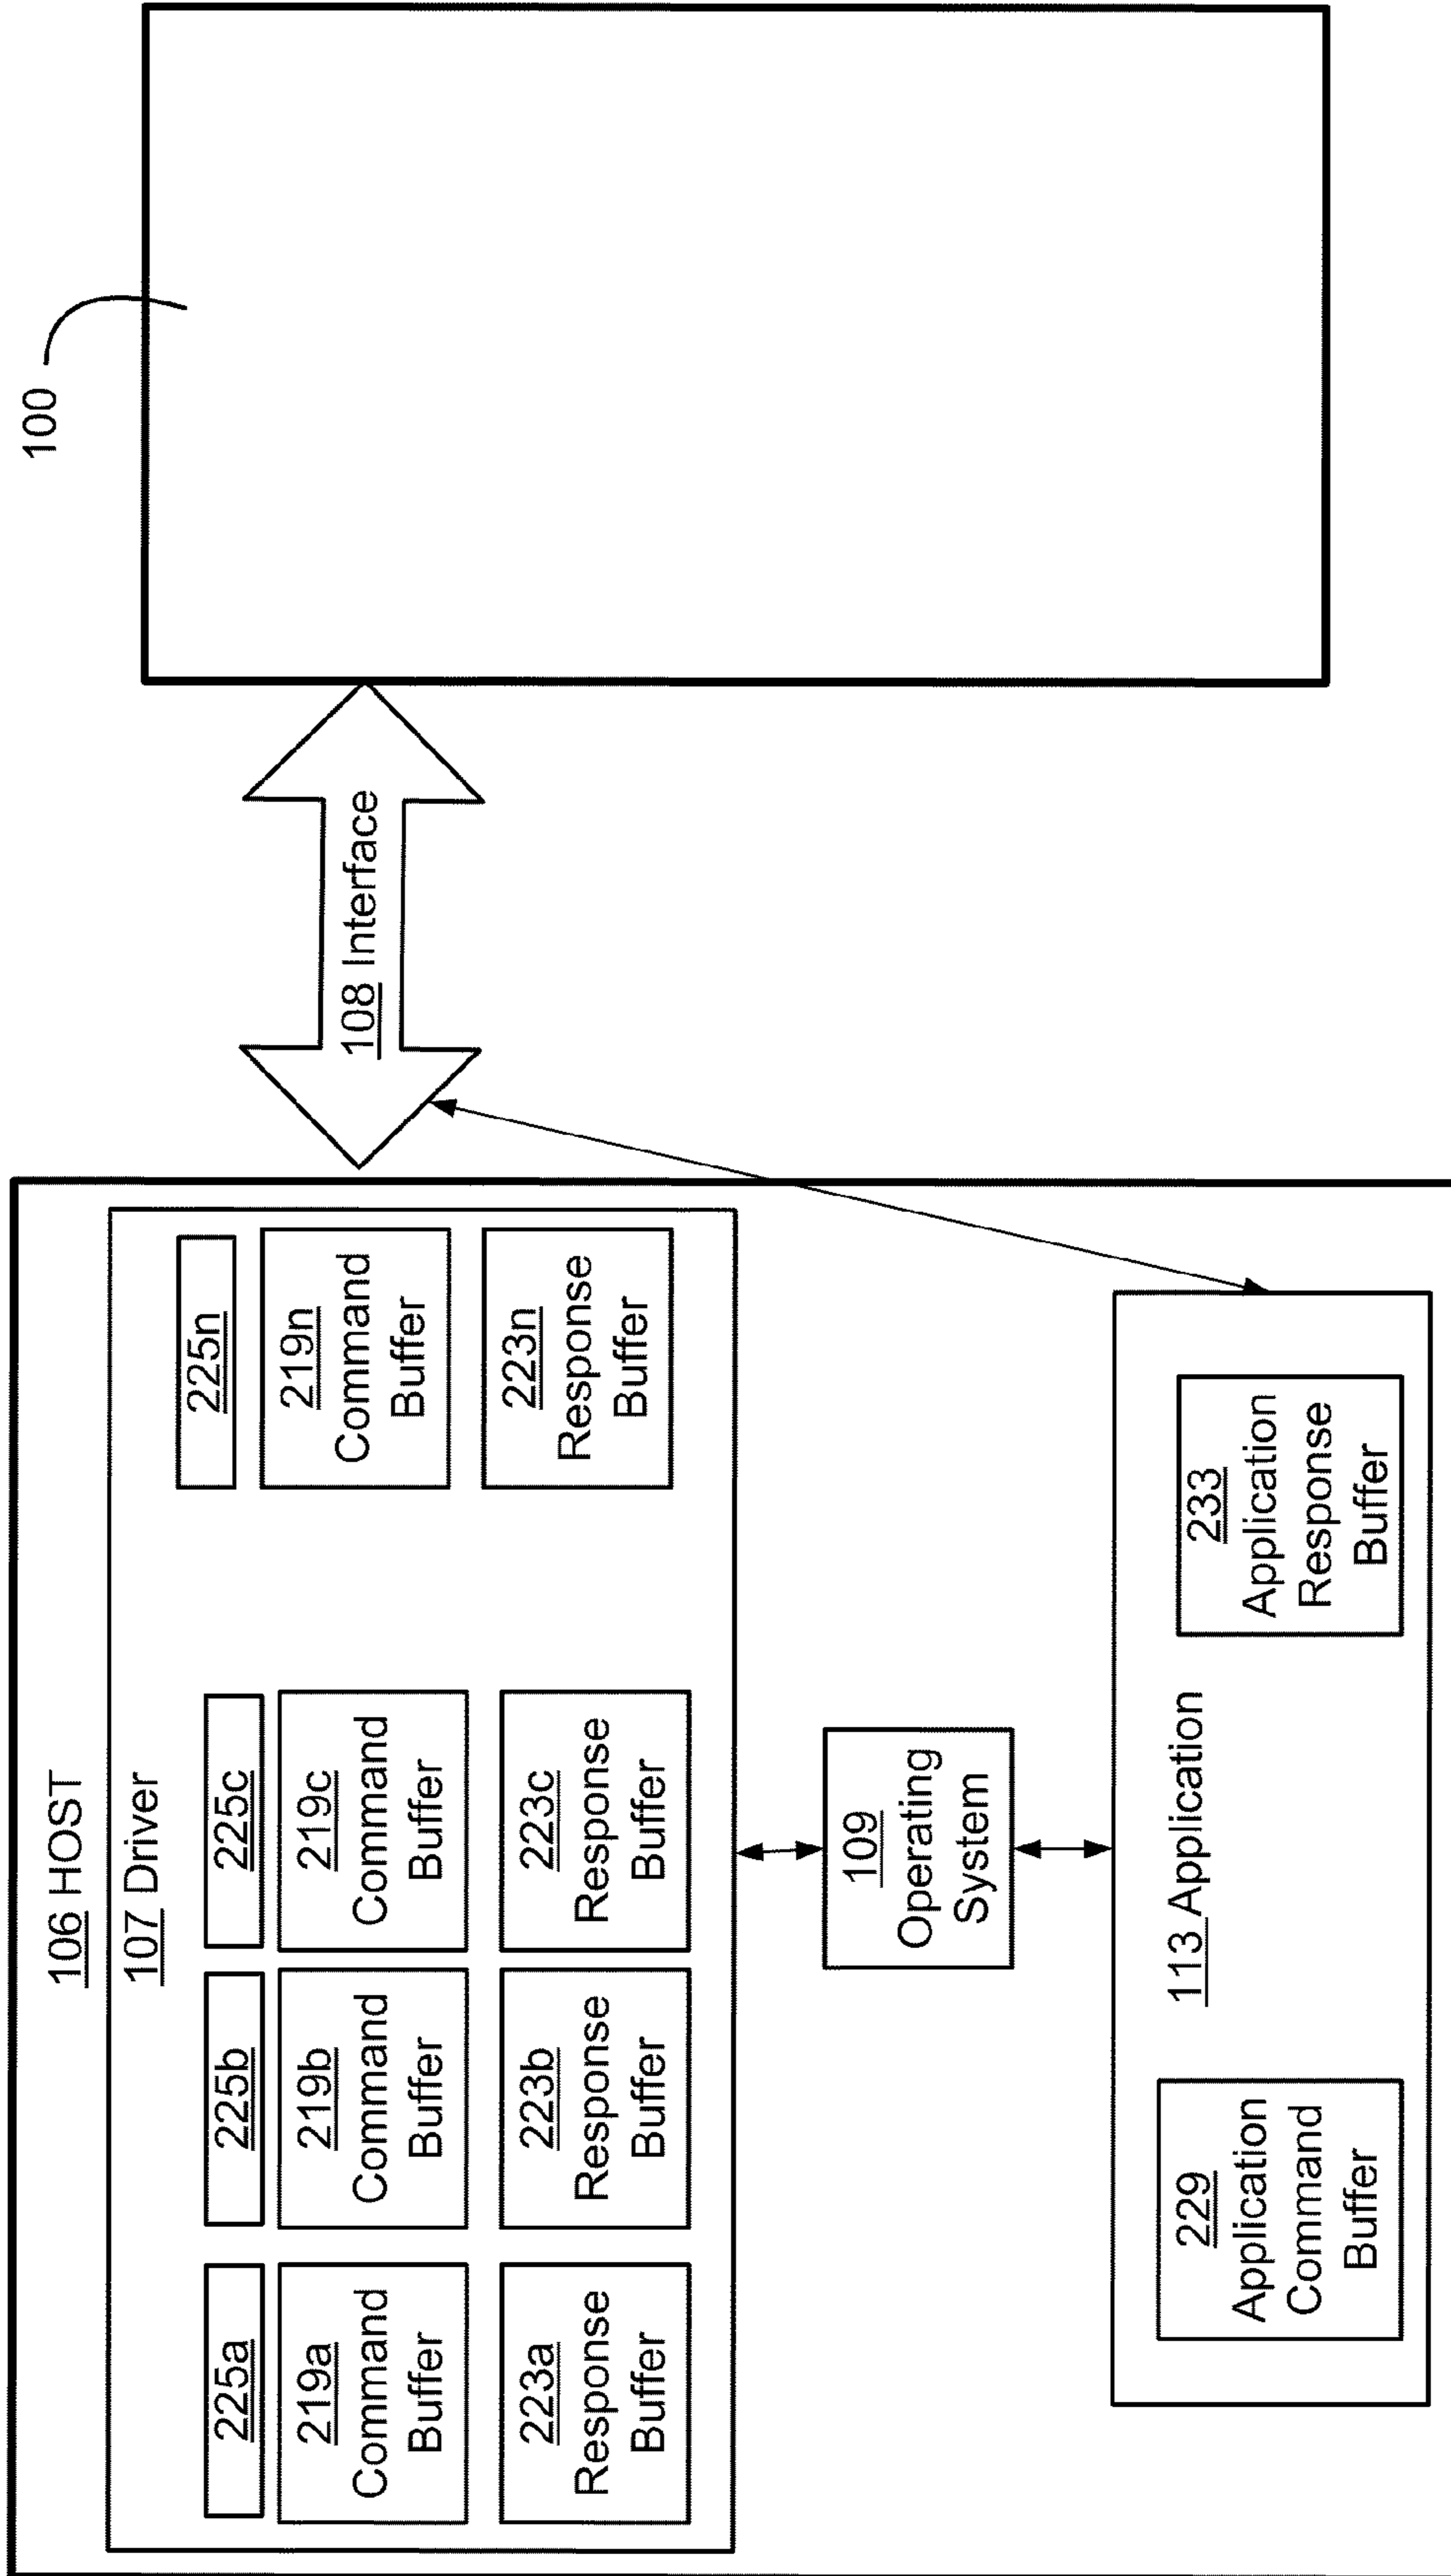 106 HOST
107 Driver
225a
225b
225c
225n
219a
Command
Buffer
219b
Command
Buffer
219c
Command
Buffer
219n
Command
Buffer
223a
Response
Buffer
223b
Response
Buffer
223c
Response
Buffer
223n
Response
Buffer
109
Operating
System
113 Application
229
Application
Command
Buffer
233
Application
Response
Buffer
108 Interface
100